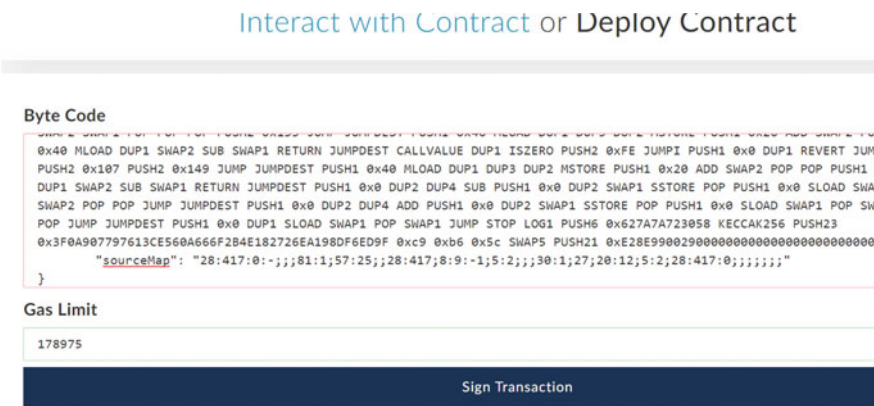 Interact with Contract or Deploy Contract
Byte Code
0x40 MLOAD DUP1 SWAP2 SUB SWAP1 RETURN JUMPDEST CALLVALUE DUP1 ISZERO PUSH2 0xFE JUMPI PUSH1 0x0 DUP1 REVERT
PUSH2 0x107 PUSH2 0x149 JUMP JUMPDEST PUSH1 0x40 MLOAD DUP1 DUP3 DUP2 MSTORE PUSH1 0x20 ADD SWAP2 POP POP PUSH1
DUP1 SWAP2 SUB SWAP1 RETURN JUMPDEST PUSH1 0x0 DUP2 DUP4 SUB PUSH1 0x0 DUP2 SWAP1 SSTORE POP PUSH1 0x0 SLOAD
SWAP2 POP POP JUMP JUMPDEST PUSH1 0x0 DUP2 DUP4 ADD PUSH1 0x0 DUP2 SWAP1 SSTORE POP PUSH1 0x0 SLOAD SWAP1 POP
POP JUMP JUMPDEST PUSH1 0x0 DUP1 SLOAD SWAP1 POP SWAP1 JUMP STOP LOG1 PUSH6 0x627A7A723058 KECCAK256 PUSH23
0x3F0A907797613CE560A666F2B4E182726EA198DF6ED9F 0xc9 0xb6 0x5c SWAP5 PUSH21
"sourceMap": "28:417:0:-;;;81:1;57:25;;28:417;8:9:-1;5:2;;;30:1;27;20:12;5:2;28:417:0;;;;;;;"
}
Gas Limit
178975
Sign Transaction